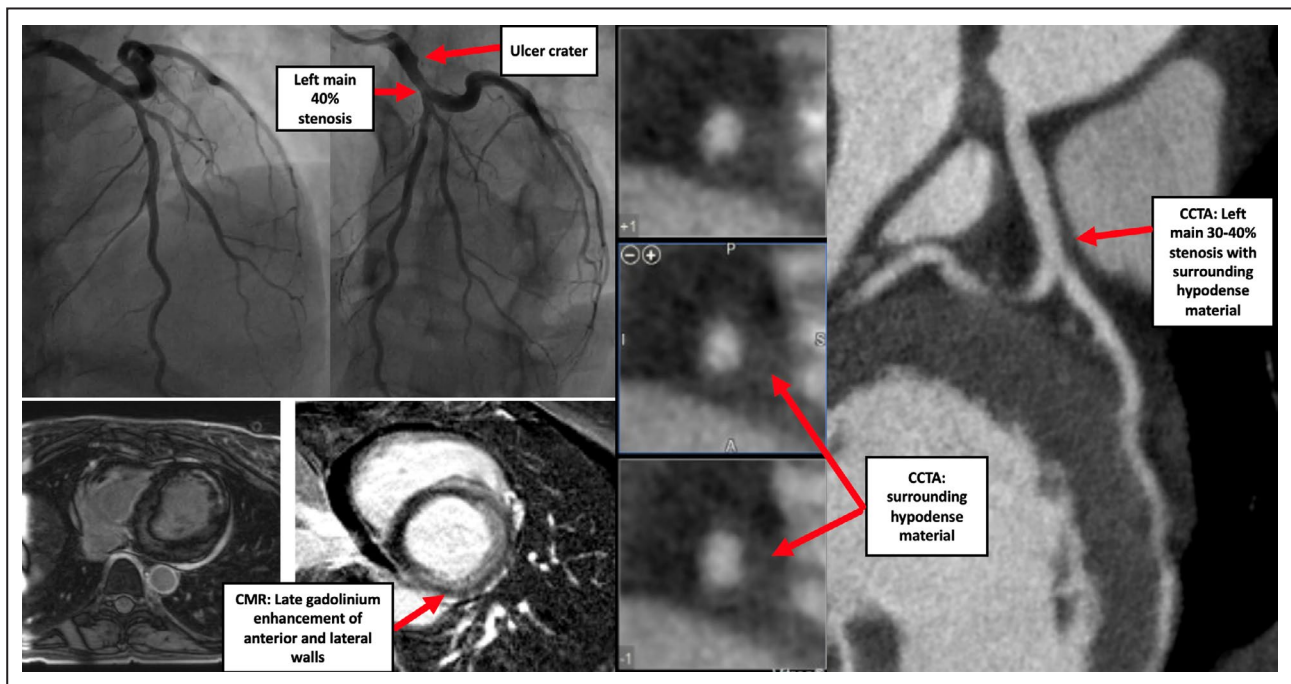 Ulcer crater
Left main
40%
stenosis
+1
P
I
S
A
-1
CCTA: Left
main 30-40%
stenosis with
surrounding
hypodense
material
CCTA:
surrounding
hypodense
material
CMR: Late gadolinium
enhancement of
anterior and lateral
walls